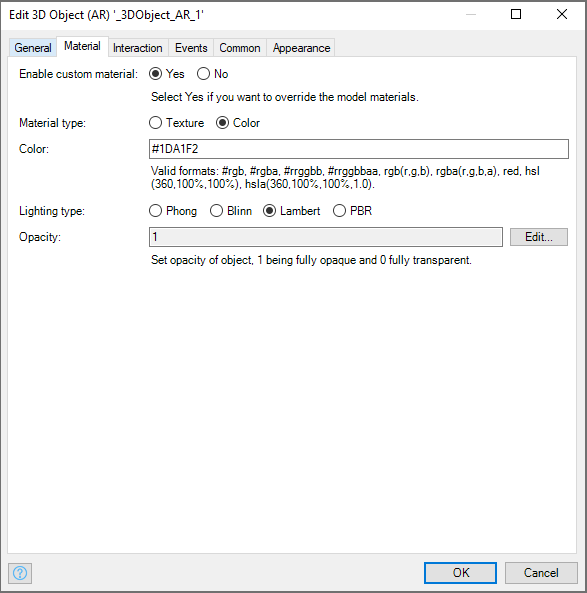 Edit 3D Object (AR) '_3DObject_AR_1'
General Material Interaction Events Common Appearance
Enable custom material: Yes No
Select Yes if you want to override the model materials.
Material type: Texture Color
Color: #1DA1F2
Valid formats: #rgb, #rgba, #rrggbb, #rrggbbaa, rgb(r,g,b), rgba(r,g,b,a), red, hsl
(360,100%,100%), hsla(360,100%,100%,1.0).
Lighting type: Phong Blinn Lambert PBR
Opacity: 1 Edit...
Set opacity of object, 1 being fully opaque and 0 fully transparent.
? OK Cancel